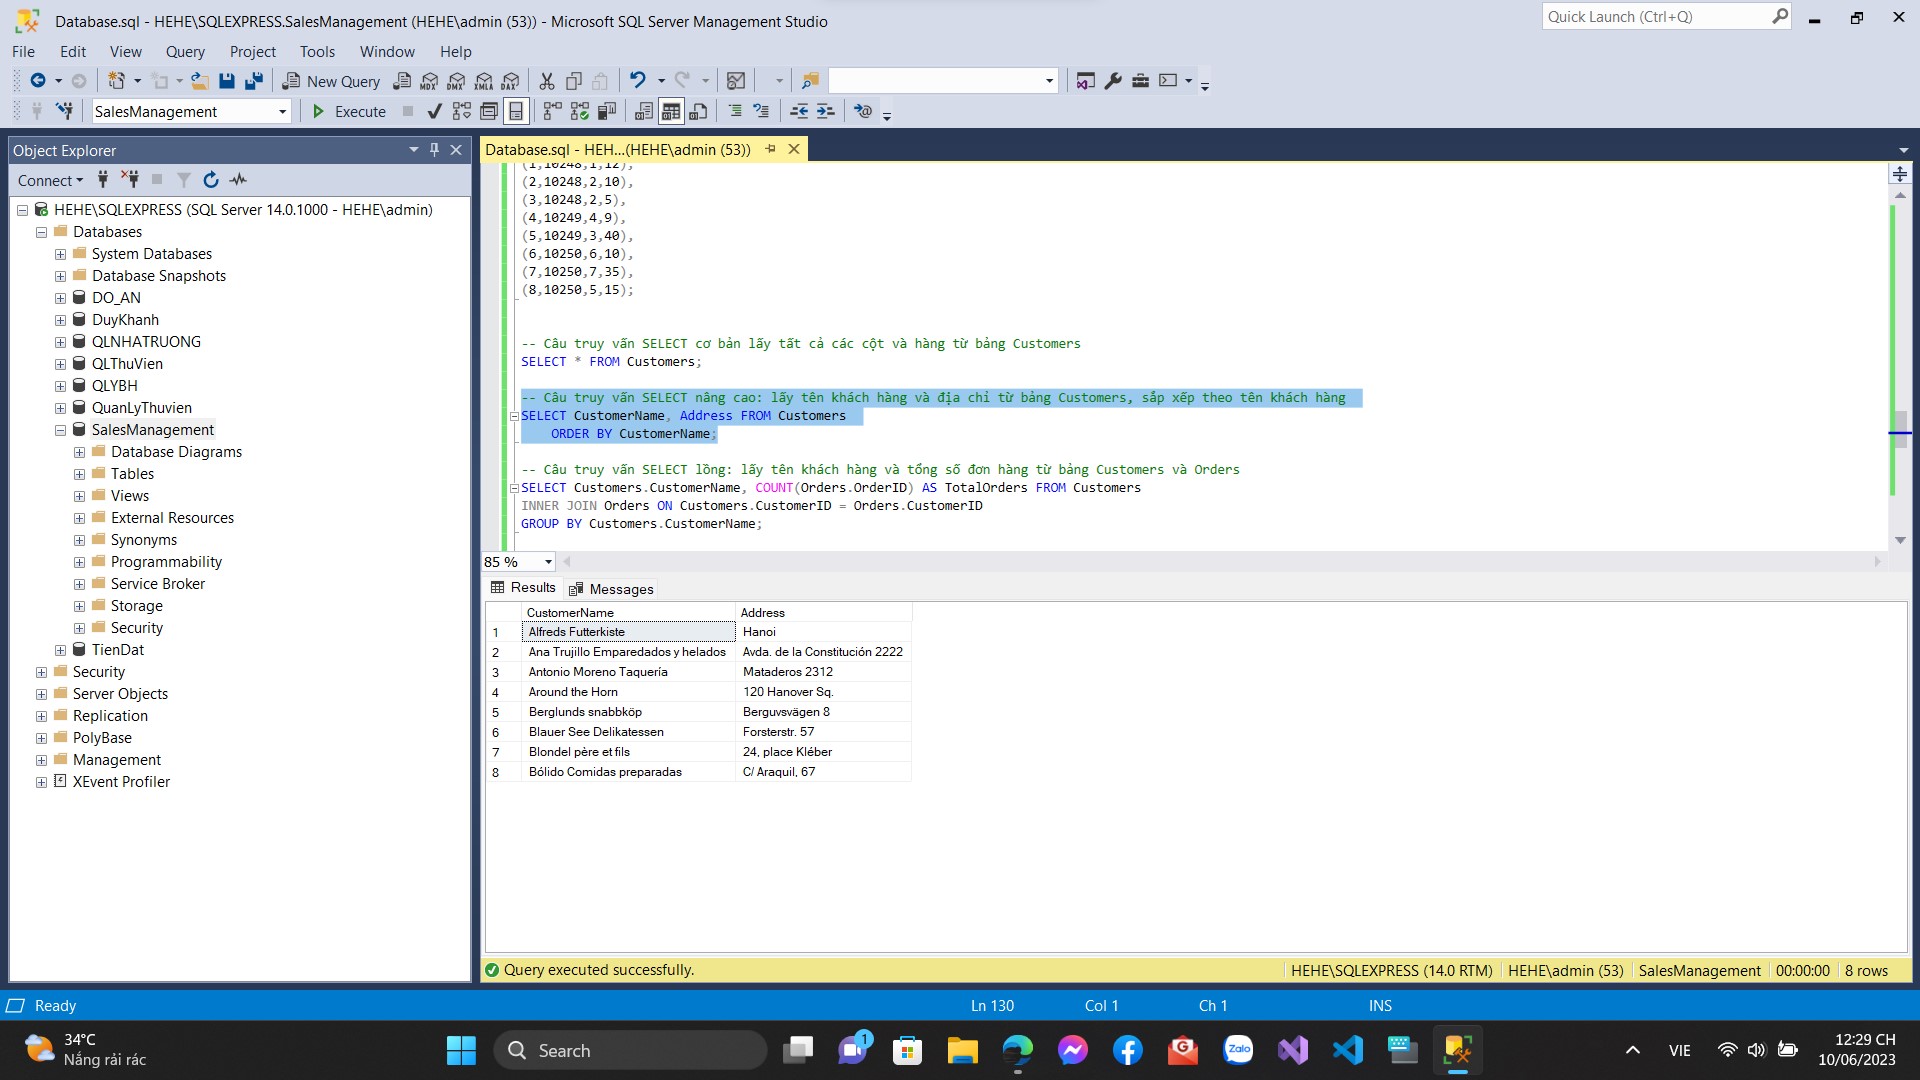 Database.sql - HEHE\SQLEXPRESS.SalesManagement (HEHE\admin (53)) - Microsoft SQL Server Management Studio
Quick Launch (Ctrl+Q)
File Edit View Query Project Tools Window Help
New Query
MDX DMX XMLA DAX
SalesManagement
Execute
Object Explorer
Connect
HEHE\SQLEXPRESS (SQL Server 14.0.1000 - HEHE\admin)
Databases
System Databases
Database Snapshots
DO_AN
DuyKhanh
QLNHATRUONG
QLThuVien
QLYBH
QuanLyThuvien
SalesManagement
Database Diagrams
Tables
Views
External Resources
Synonyms
Programmability
Service Broker
Storage
Security
TienDat
Security
Server Objects
Replication
PolyBase
Management
XEvent Profiler
Database.sql - HEH...(HEHE\admin (53))
(1,10248,1,12),
(2,10248,2,10),
(3,10248,2,5),
(4,10249,4,9),
(5,10249,3,40),
(6,10250,6,10),
(7,10250,7,35),
(8,10250,5,15);
-- Câu truy vấn SELECT cơ bản lấy tất cả các cột và hàng từ bảng Customers
SELECT * FROM Customers;
-- Câu truy vấn SELECT nâng cao: lấy tên khách hàng và địa chỉ từ bảng Customers, sắp xếp theo tên khách hàng
SELECT CustomerName, Address FROM Customers
ORDER BY CustomerName;
-- Câu truy vấn SELECT lồng: lấy tên khách hàng và tổng số đơn hàng từ bảng Customers và Orders
SELECT Customers.CustomerName, COUNT(Orders.OrderID) AS TotalOrders FROM Customers
INNER JOIN Orders ON Customers.CustomerID = Orders.CustomerID
GROUP BY Customers.CustomerName;
85 %
Results Messages
CustomerName Address
1 Alfreds Futterkiste Hanoi
2 Ana Trujillo Emparedados y helados Avda. de la Constitución 2222
3 Antonio Moreno Taquería Mataderos 2312
4 Around the Horn 120 Hanover Sq.
5 Berglunds snabbköp Berguvsvägen 8
6 Blauer See Delikatessen Forsterstr. 57
7 Blondel père et fils 24, place Kléber
8 Bólido Comidas preparadas C/ Araquil, 67
Query executed successfully.
HEHE\SQLEXPRESS (14.0 RTM) HEHE\admin (53) SalesManagement 00:00:00 8 rows
Ready Ln 130 Col 1 Ch 1 INS
34°C
Nắng rải rác
Search
1
Zalo
VIE
12:29 CH
10/06/2023